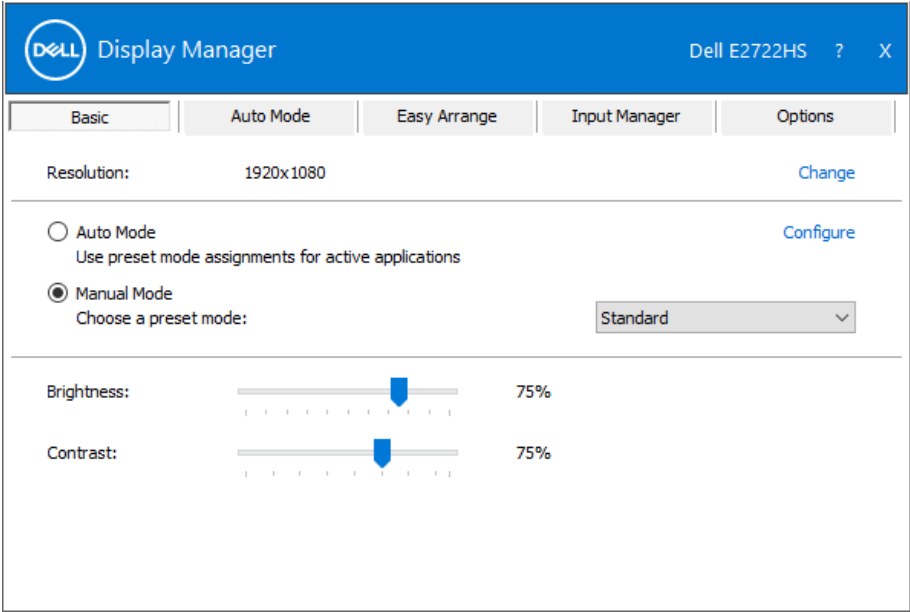 DELL Display Manager Dell E2722HS ? X
Basic Auto Mode Easy Arrange Input Manager Options
Resolution: 1920x1080 Change
Auto Mode Configure
Use preset mode assignments for active applications
Manual Mode
Choose a preset mode: Standard
Brightness: 75%
Contrast: 75%